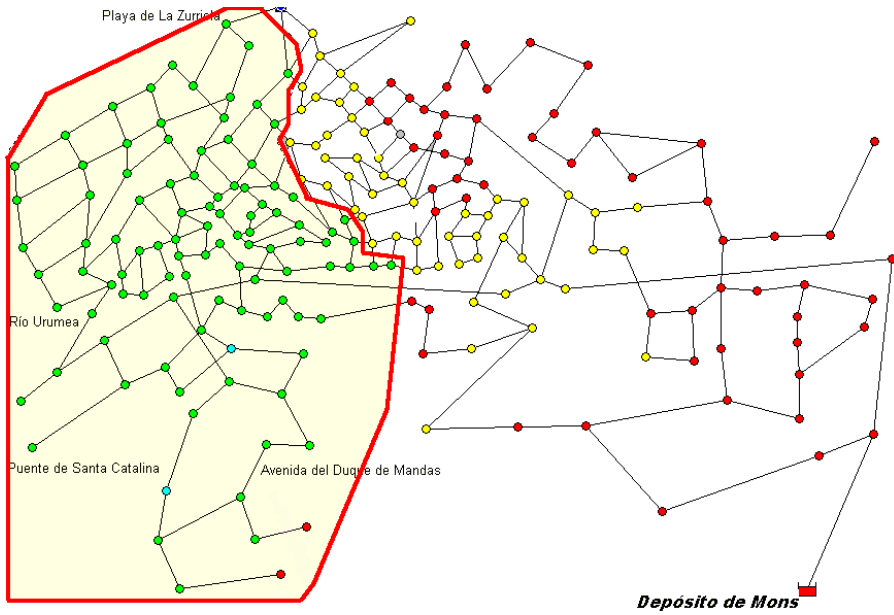 Playa de La Zurriola
Río Urumea
Puente de Santa Catalina
Avenida del Duque de Mandas
Depósito de Mons